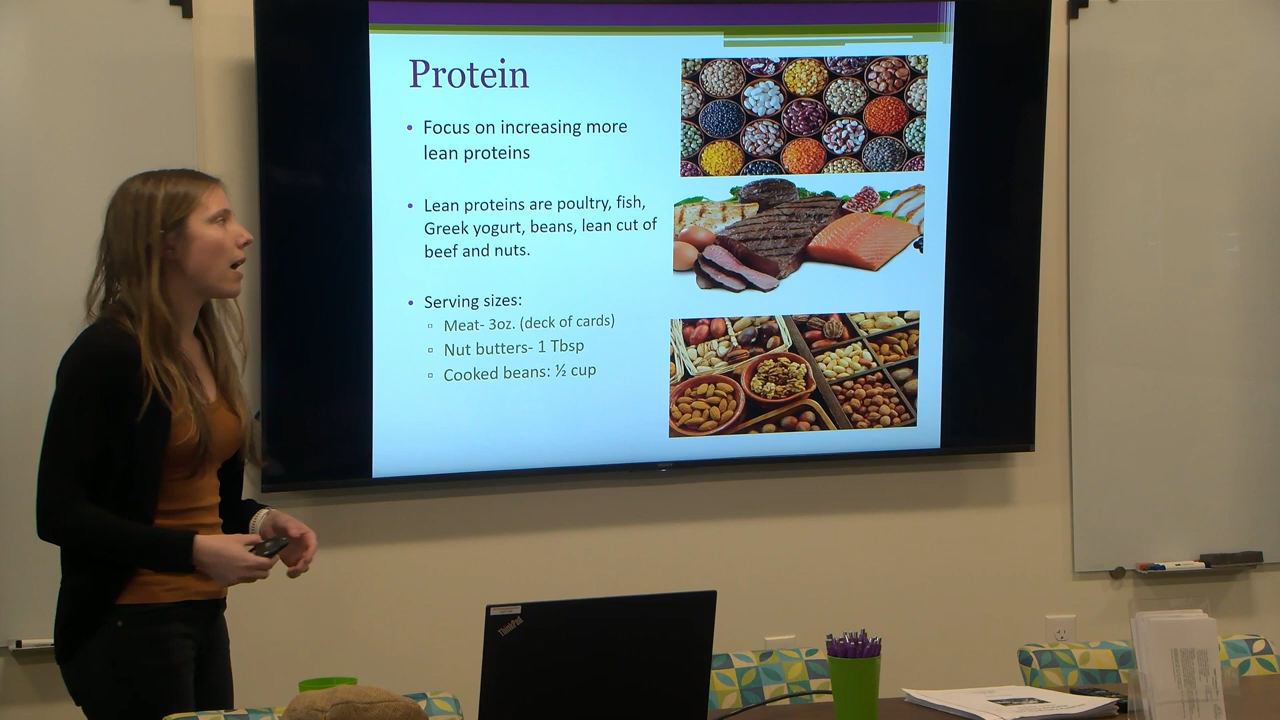 Protein
• Focus on increasing more
lean proteins
• Lean proteins are poultry, fish,
Greek yogurt, beans, lean cut of
beef and nuts.
• Serving sizes:
▫ Meat- 3oz. (deck of cards)
▫ Nut butters- 1 Tbsp
▫ Cooked beans: ½ cup
ThinkPad